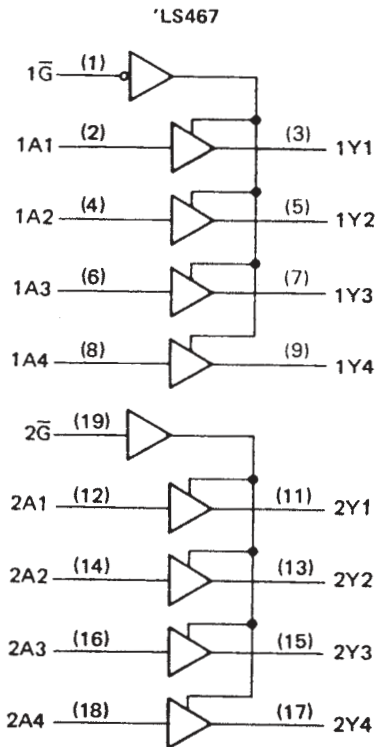 'LS467
1G̅ (1)
1A1 (2) (3) 1Y1
1A2 (4) (5) 1Y2
1A3 (6) (7) 1Y3
1A4 (8) (9) 1Y4
2G̅ (19)
2A1 (12) (11) 2Y1
2A2 (14) (13) 2Y2
2A3 (16) (15) 2Y3
2A4 (18) (17) 2Y4